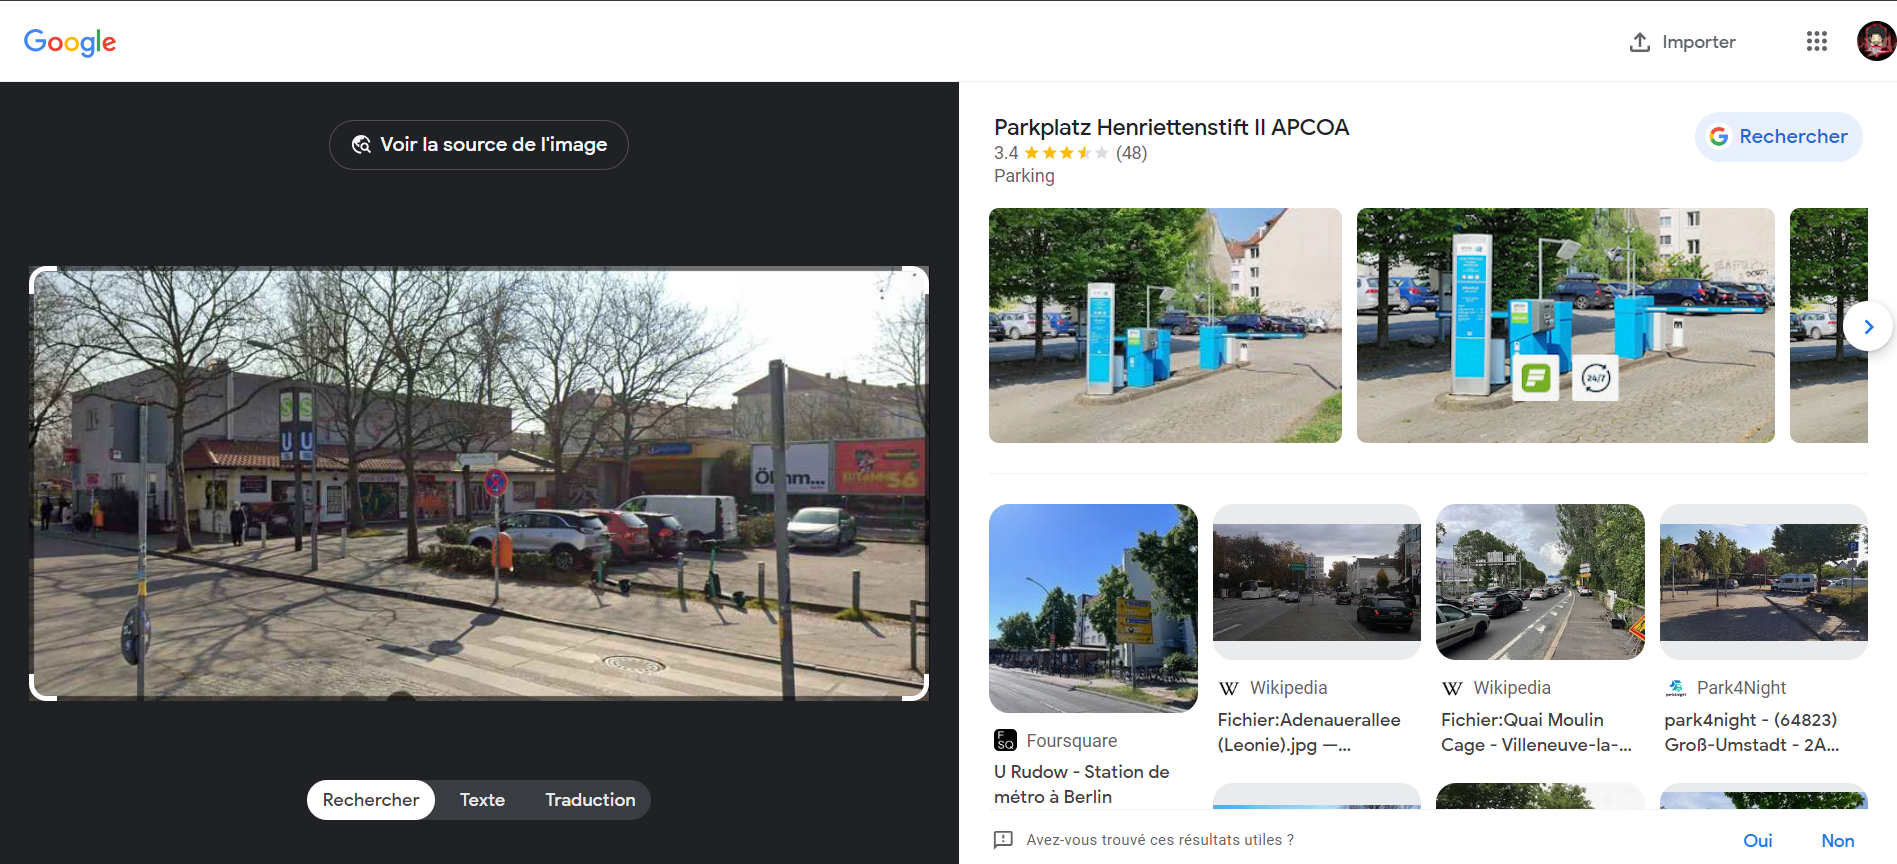 Google
Importer
Voir la source de l'image
S S
U U
Parkplatz Henriettenstift II APCOA
3.4 (48)
Parking
Rechercher
24/7
Foursquare
U Rudow - Station de
métro à Berlin
Wikipedia
Fichier:Adenauerallee
(Leonie).jpg —...
Wikipedia
Fichier:Quai Moulin
Cage - Villeneuve-la-...
Park4Night
park4night - (64823)
Groß-Umstadt - 2A...
Rechercher
Texte
Traduction
Avez-vous trouvé ces résultats utiles ?
Oui
Non